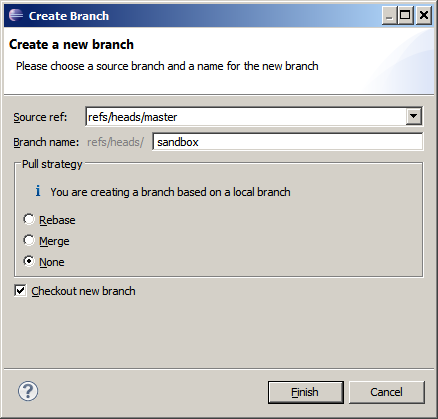 Create Branch
Create a new branch
Please choose a source branch and a name for the new branch
Source ref: refs/heads/master
Branch name: refs/heads/ sandbox
Pull strategy
i You are creating a branch based on a local branch
Rebase
Merge
None
Checkout new branch
? Finish Cancel